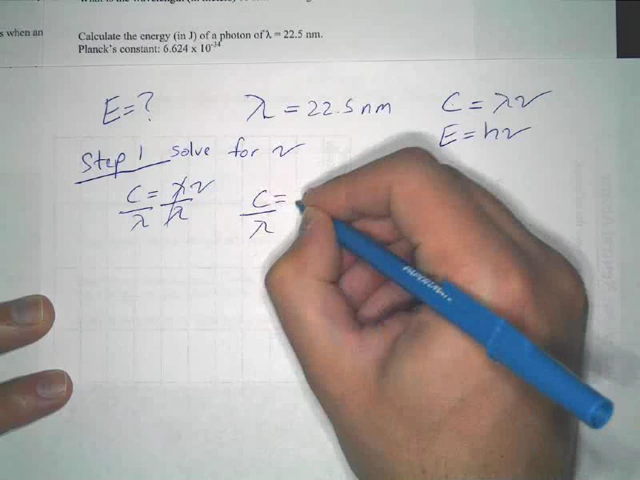 s when an
Calculate the energy (in J) of a photon of λ = 22.5 nm.
Planck's constant: 6.624 x 10⁻³⁴
E = ? λ = 22.5 nm C = λν
E = hν
Step 1 solve for ν
C/λ = λν/λ C/λ =
PAPERMATE